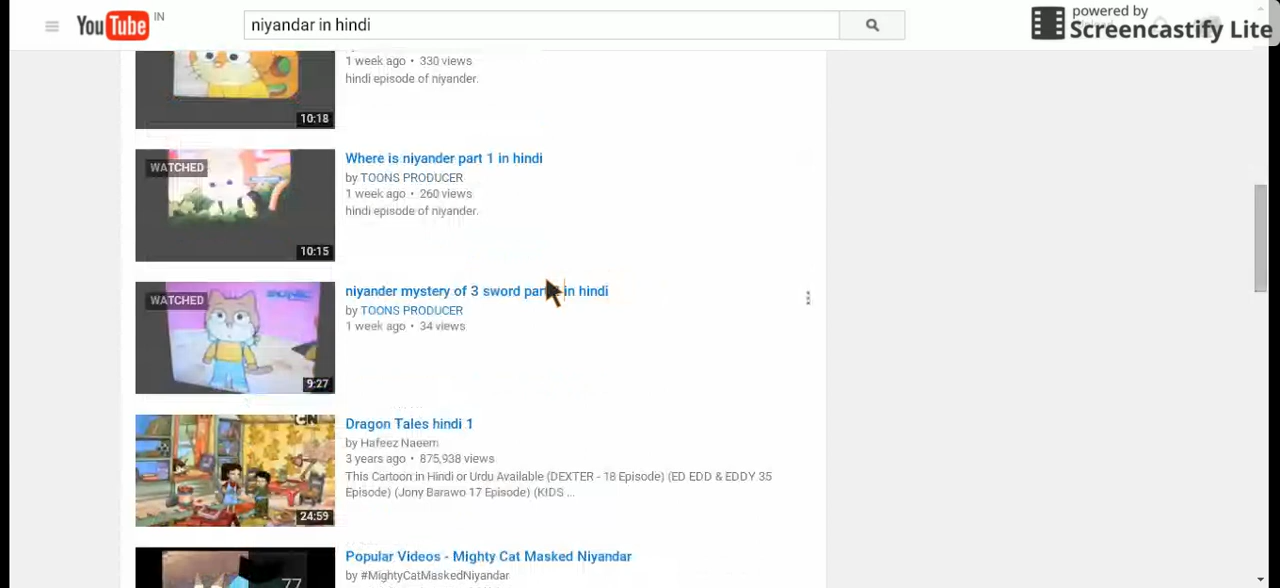 YouTube IN
niyandar in hindi
powered by
Screencastify Lite
1 week ago • 330 views
hindi episode of niyander.
10:18
WATCHED
Where is niyander part 1 in hindi
by TOONS PRODUCER
1 week ago • 260 views
hindi episode of niyander.
10:15
WATCHED
niyander mystery of 3 sword part in hindi
by TOONS PRODUCER
1 week ago • 34 views
9:27
CN
Dragon Tales hindi 1
by Hafeez Naeem
3 years ago • 875,938 views
This Cartoon in Hindi or Urdu Available (DEXTER - 18 Episode) (ED EDD & EDDY 35
Episode) (Jony Barawo 17 Episode) (KIDS ...
24:59
Popular Videos - Mighty Cat Masked Niyandar
by #MightyCatMaskedNiyandar
77